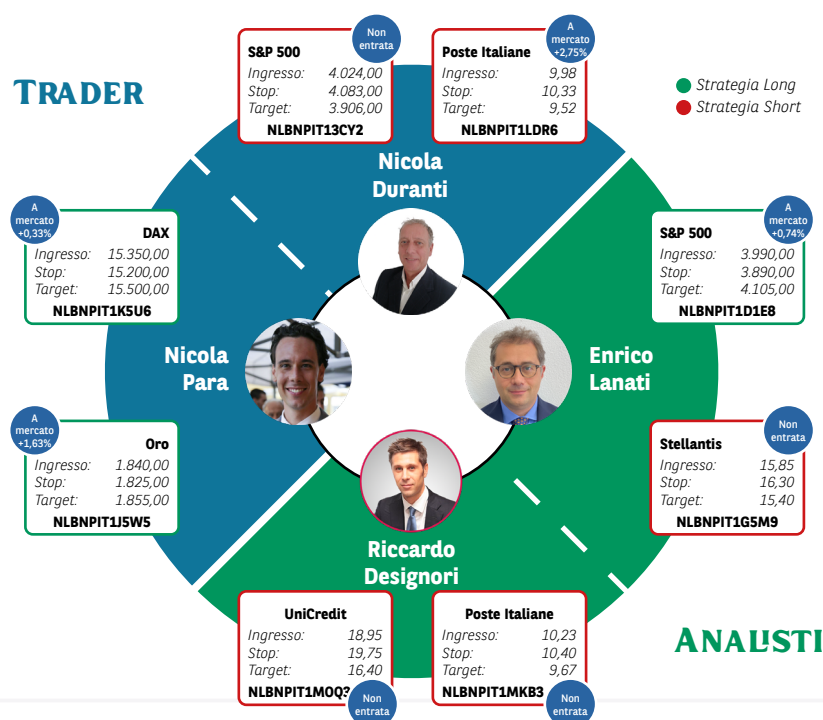 TRADER
Non
entrata
S&P 500
Ingresso: 4.024,00
Stop: 4.083,00
Target: 3.906,00
NLBNPIT13CY2
A
mercato
+2,75%
Poste Italiane
Ingresso: 9,98
Stop: 10,33
Target: 9,52
NLBNPIT1LDR6
Strategia Long
Strategia Short
Nicola
Duranti
A
mercato
+0,33%
DAX
Ingresso: 15.350,00
Stop: 15.200,00
Target: 15.500,00
NLBNPIT1K5U6
A
mercato
+0,74%
S&P 500
Ingresso: 3.990,00
Stop: 3.890,00
Target: 4.105,00
NLBNPIT1D1E8
Nicola
Para
Enrico
Lanati
A
mercato
+1,63%
Oro
Ingresso: 1.840,00
Stop: 1.825,00
Target: 1.855,00
NLBNPIT1J5W5
Non
entrata
Stellantis
Ingresso: 15,85
Stop: 16,30
Target: 15,40
NLBNPIT1G5M9
Riccardo
Designori
UniCredit
Ingresso: 18,95
Stop: 19,75
Target: 16,40
NLBNPIT1MOQ3
Non
entrata
Poste Italiane
Ingresso: 10,23
Stop: 10,40
Target: 9,67
NLBNPIT1MKB3
Non
entrata
ANALISTI